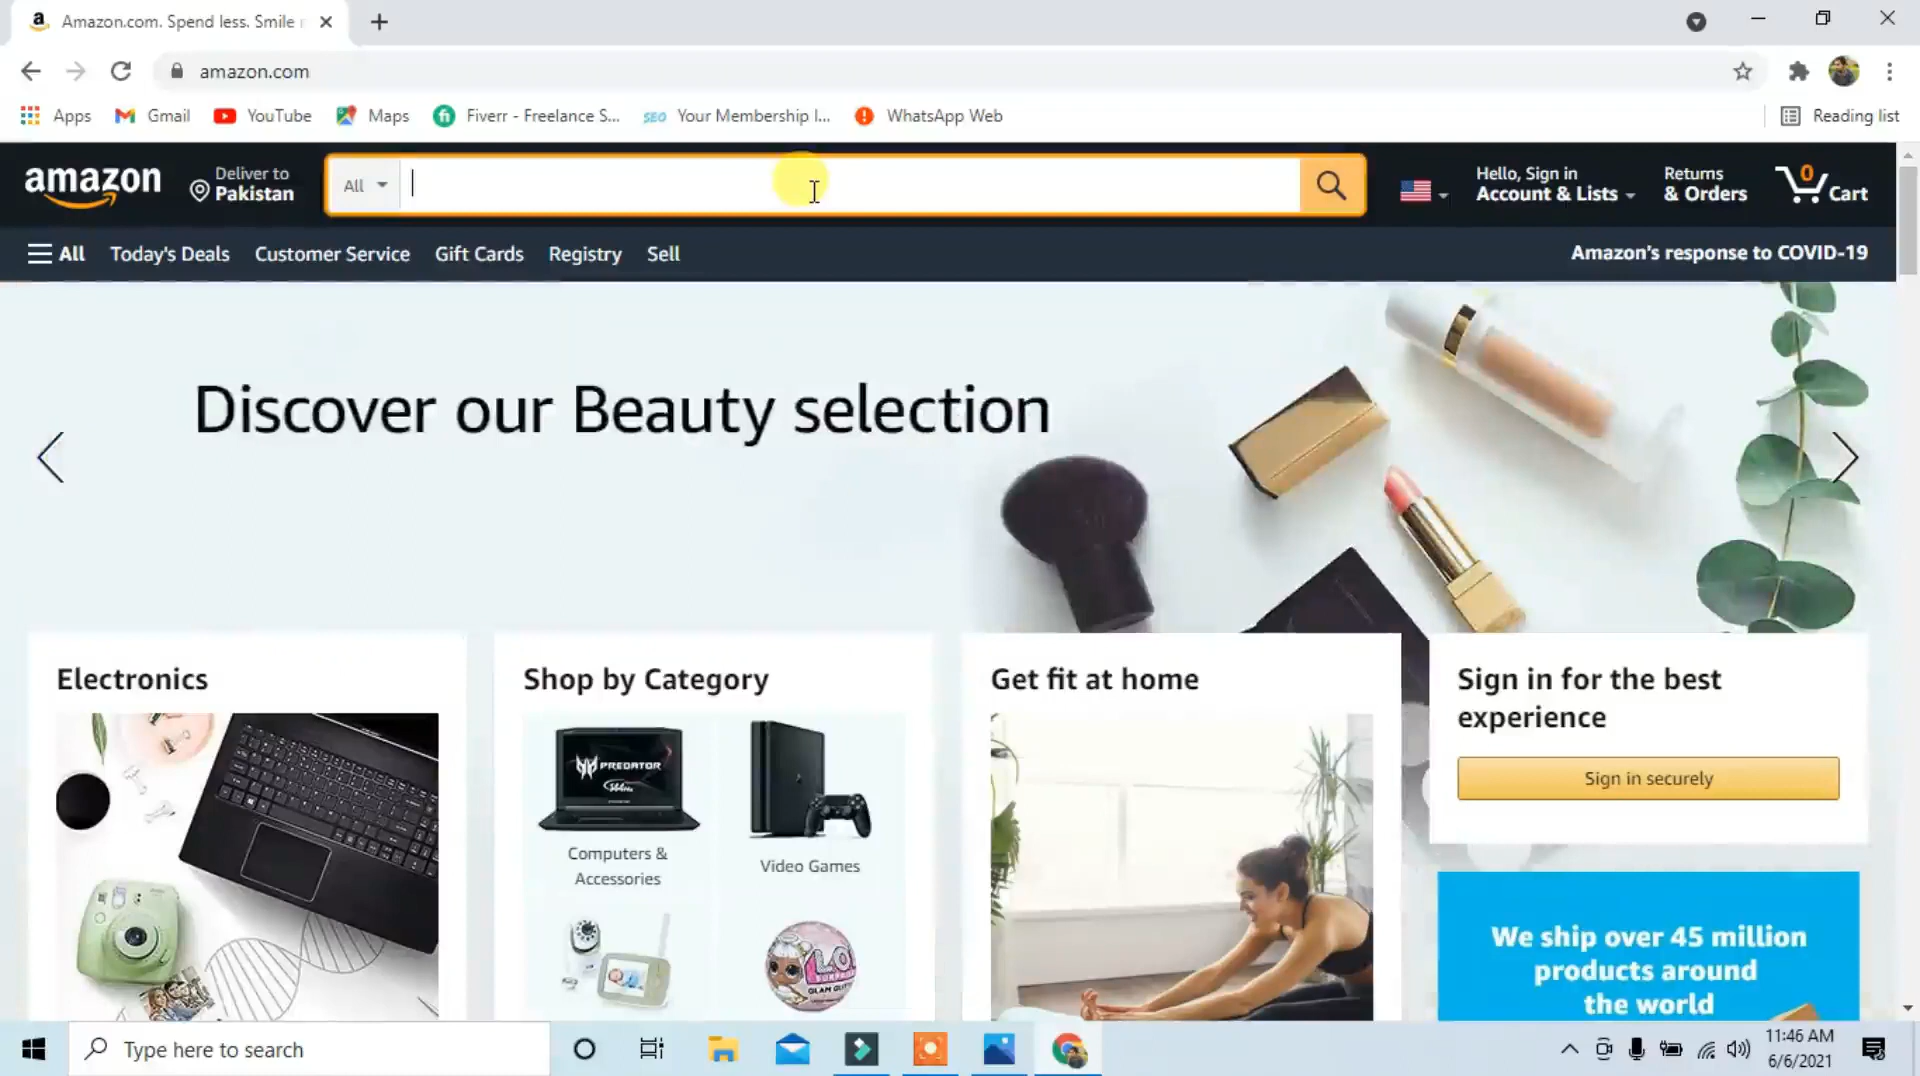 Amazon.com. Spend less. Smile
amazon.com
Apps
Gmail
YouTube
Maps
Fiverr - Freelance S...
SEO
Your Membership I...
WhatsApp Web
Reading list
amazon
Deliver to
Pakistan
All
Hello, Sign in
Account & Lists
Returns
& Orders
0
Cart
All
Today's Deals
Customer Service
Gift Cards
Registry
Sell
Amazon's response to COVID-19
Discover our Beauty selection
Electronics
Shop by Category
PREDATOR
Computers &
Accessories
Video Games
L.O.L
GLAM GLITTER
Get fit at home
Sign in for the best
experience
Sign in securely
We ship over 45 million
products around
the world
Type here to search
11:46 AM
6/6/2021